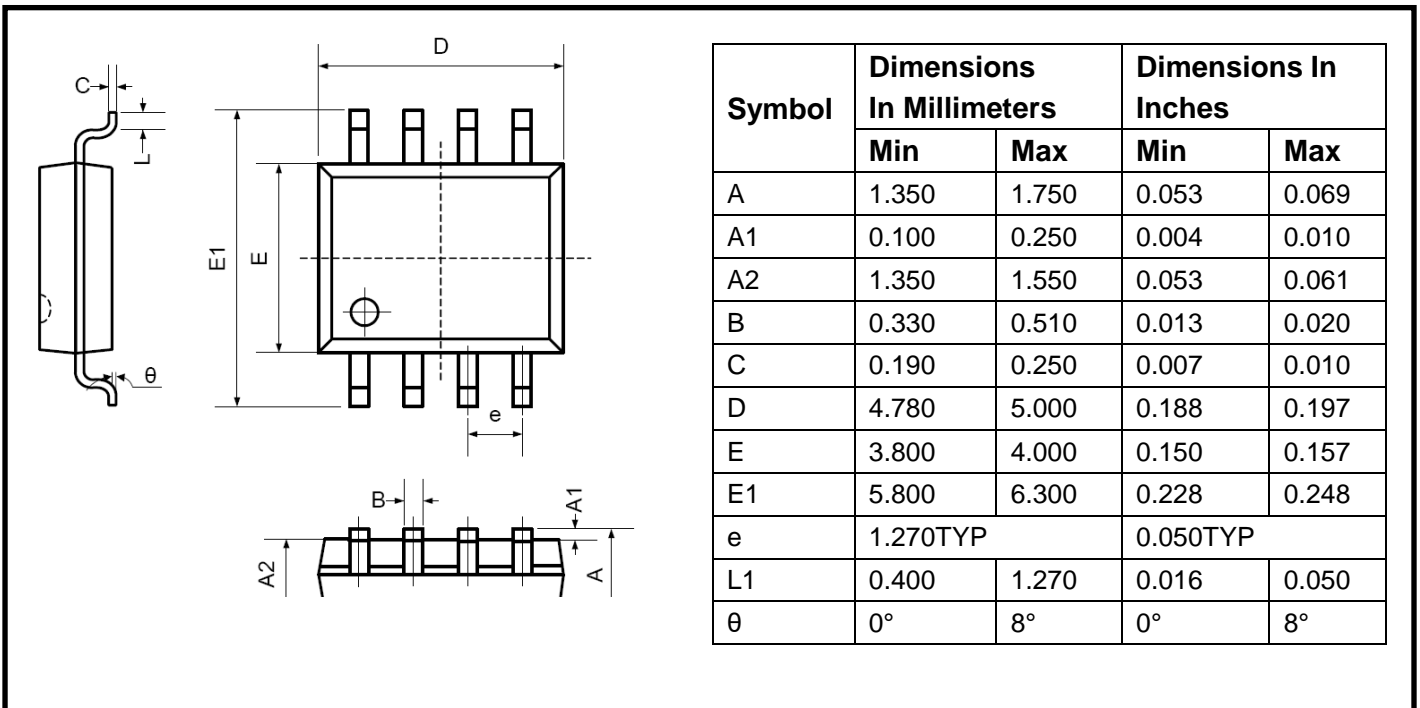 D
C
L
E1
E
θ
e
B
A1
A2
A
Symbol Dimensions In Millimeters Dimensions In Inches
Min Max Min Max
A 1.350 1.750 0.053 0.069
A1 0.100 0.250 0.004 0.010
A2 1.350 1.550 0.053 0.061
B 0.330 0.510 0.013 0.020
C 0.190 0.250 0.007 0.010
D 4.780 5.000 0.188 0.197
E 3.800 4.000 0.150 0.157
E1 5.800 6.300 0.228 0.248
e 1.270TYP 0.050TYP
L1 0.400 1.270 0.016 0.050
θ 0° 8° 0° 8°